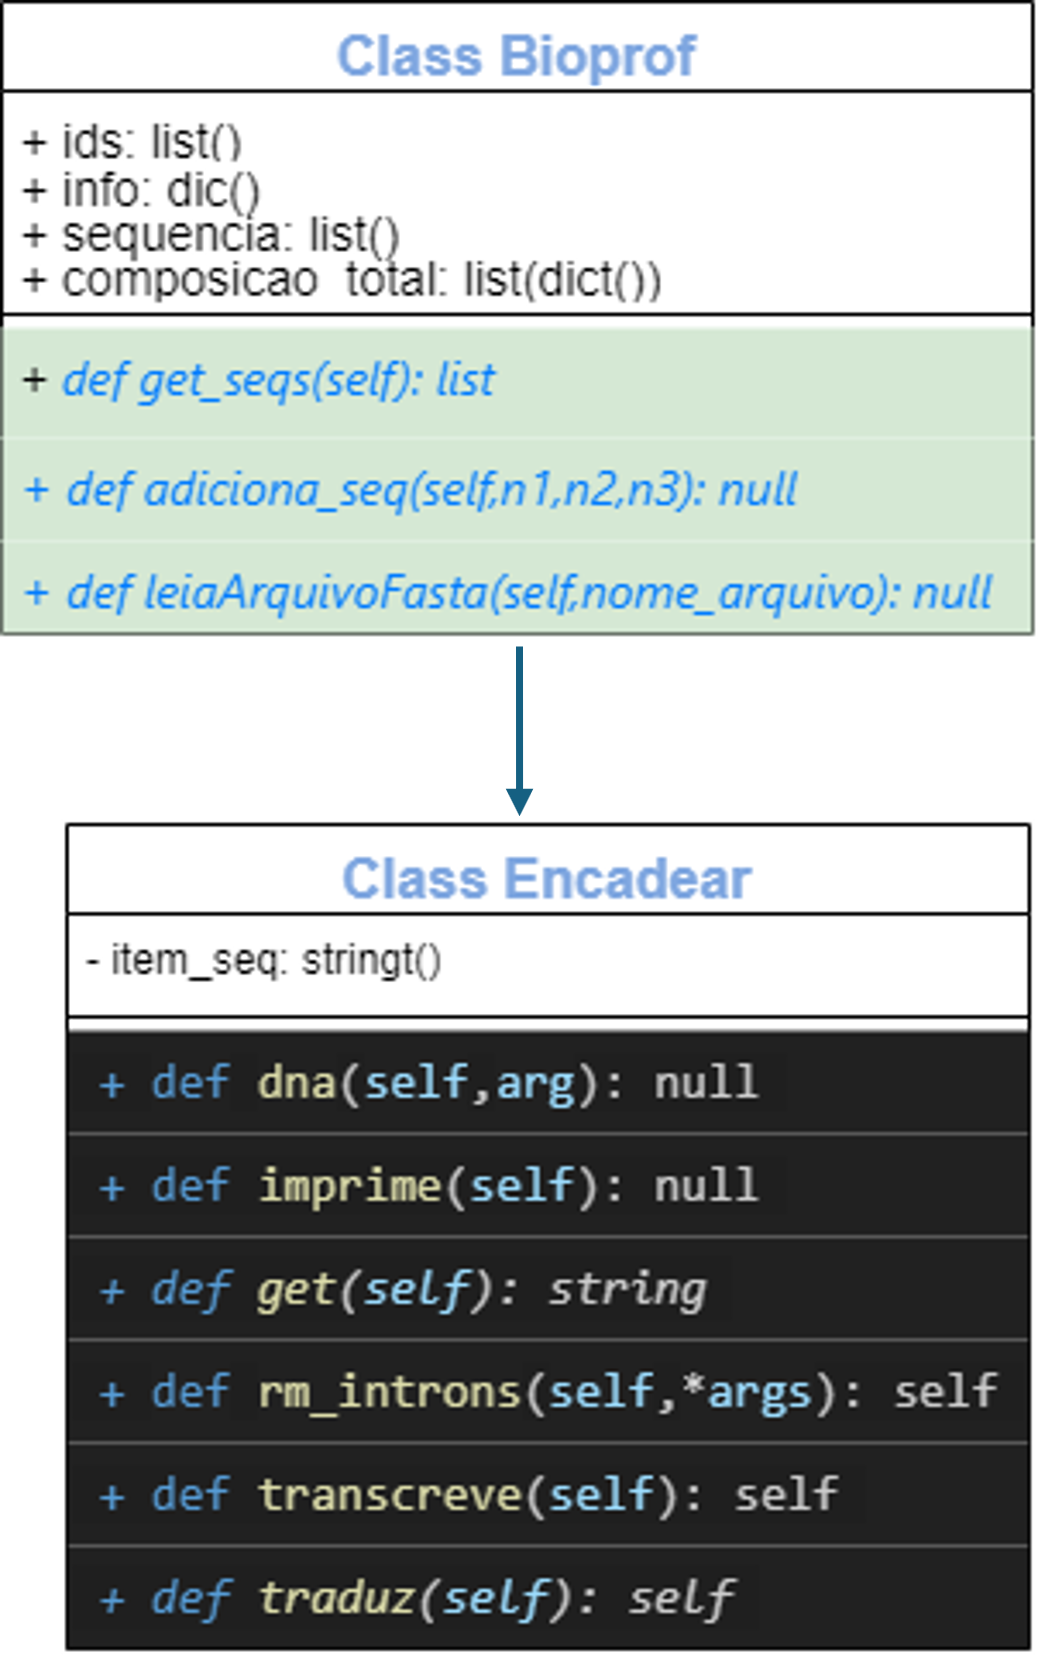 Class Bioprof
+ ids: list()
+ info: dic()
+ sequencia: list()
+ composicao_total: list(dict())
+ def get_seqs(self): list
+ def adiciona_seq(self,n1,n2,n3): null
+ def leiaArquivoFasta(self,nome_arquivo): null
Class Encadear
- item_seq: stringt()
+ def dna(self,arg): null
+ def imprime(self): null
+ def get(self): string
+ def rm_introns(self,*args): self
+ def transcreve(self): self
+ def traduz(self): self